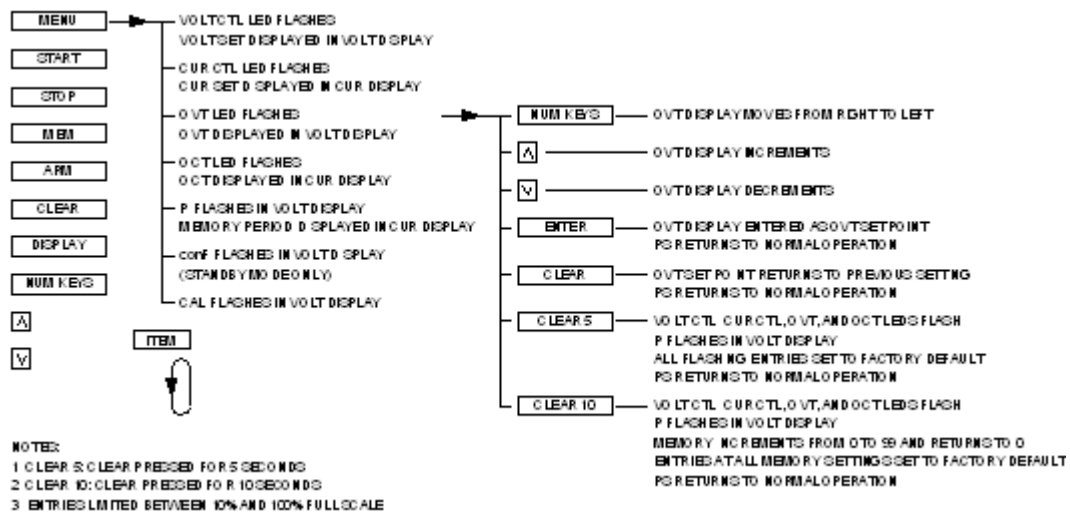 MENU
START
STOP
MEM
ARM
CLEAR
DISPLAY
NUM KEYS
VOLT CTL LED FLASHES
VOLT SET DISPLAYED IN VOLT DISPLAY
CUR CTL LED FLASHES
CUR SET DISPLAYED IN CUR DISPLAY
OVT LED FLASHES
OVT DISPLAYED IN VOLT DISPLAY
OCT LED FLASHES
OCT DISPLAYED IN CUR DISPLAY
P FLASHES IN VOLT DISPLAY
MEMORY PERIOD DISPLAYED IN CUR DISPLAY
conF FLASHES IN VOLT DISPLAY
(STANDBY MODE ONLY)
CAL FLASHES IN VOLT DISPLAY
ITEM
NUM KEYS
OVT DISPLAY MOVES FROM RIGHT TO LEFT
OVT DISPLAY INCREMENTS
OVT DISPLAY DECREMENTS
ENTER
OVT DISPLAY ENTERED AS OVT SET POINT
PS RETURNS TO NORMAL OPERATION
CLEAR
OVT SET POINT RETURNS TO PREVIOUS SETTING
PS RETURNS TO NORMAL OPERATION
CLEAR 5
VOLT CTL CUR CTL, OVT, AND OCT LEDS FLASH
P FLASHES IN VOLT DISPLAY
ALL FLASHING ENTRIES SET TO FACTORY DEFAULT
PS RETURNS TO NORMAL OPERATION
CLEAR 10
VOLT CTL CUR CTL, OVT, AND OCT LEDS FLASH
P FLASHES IN VOLT DISPLAY
MEMORY INCREMENTS FROM 0 TO 99 AND RETURNS TO 0
ENTRIES AT ALL MEMORY SETTINGS SET TO FACTORY DEFAULT
PS RETURNS TO NORMAL OPERATION
NOTES:
1 CLEAR 5: CLEAR PRESSED FOR 5 SECONDS
2 CLEAR 10: CLEAR PRESSED FOR 10 SECONDS
3 ENTRIES LIMITED BETWEEN 10% AND 100% FULL SCALE